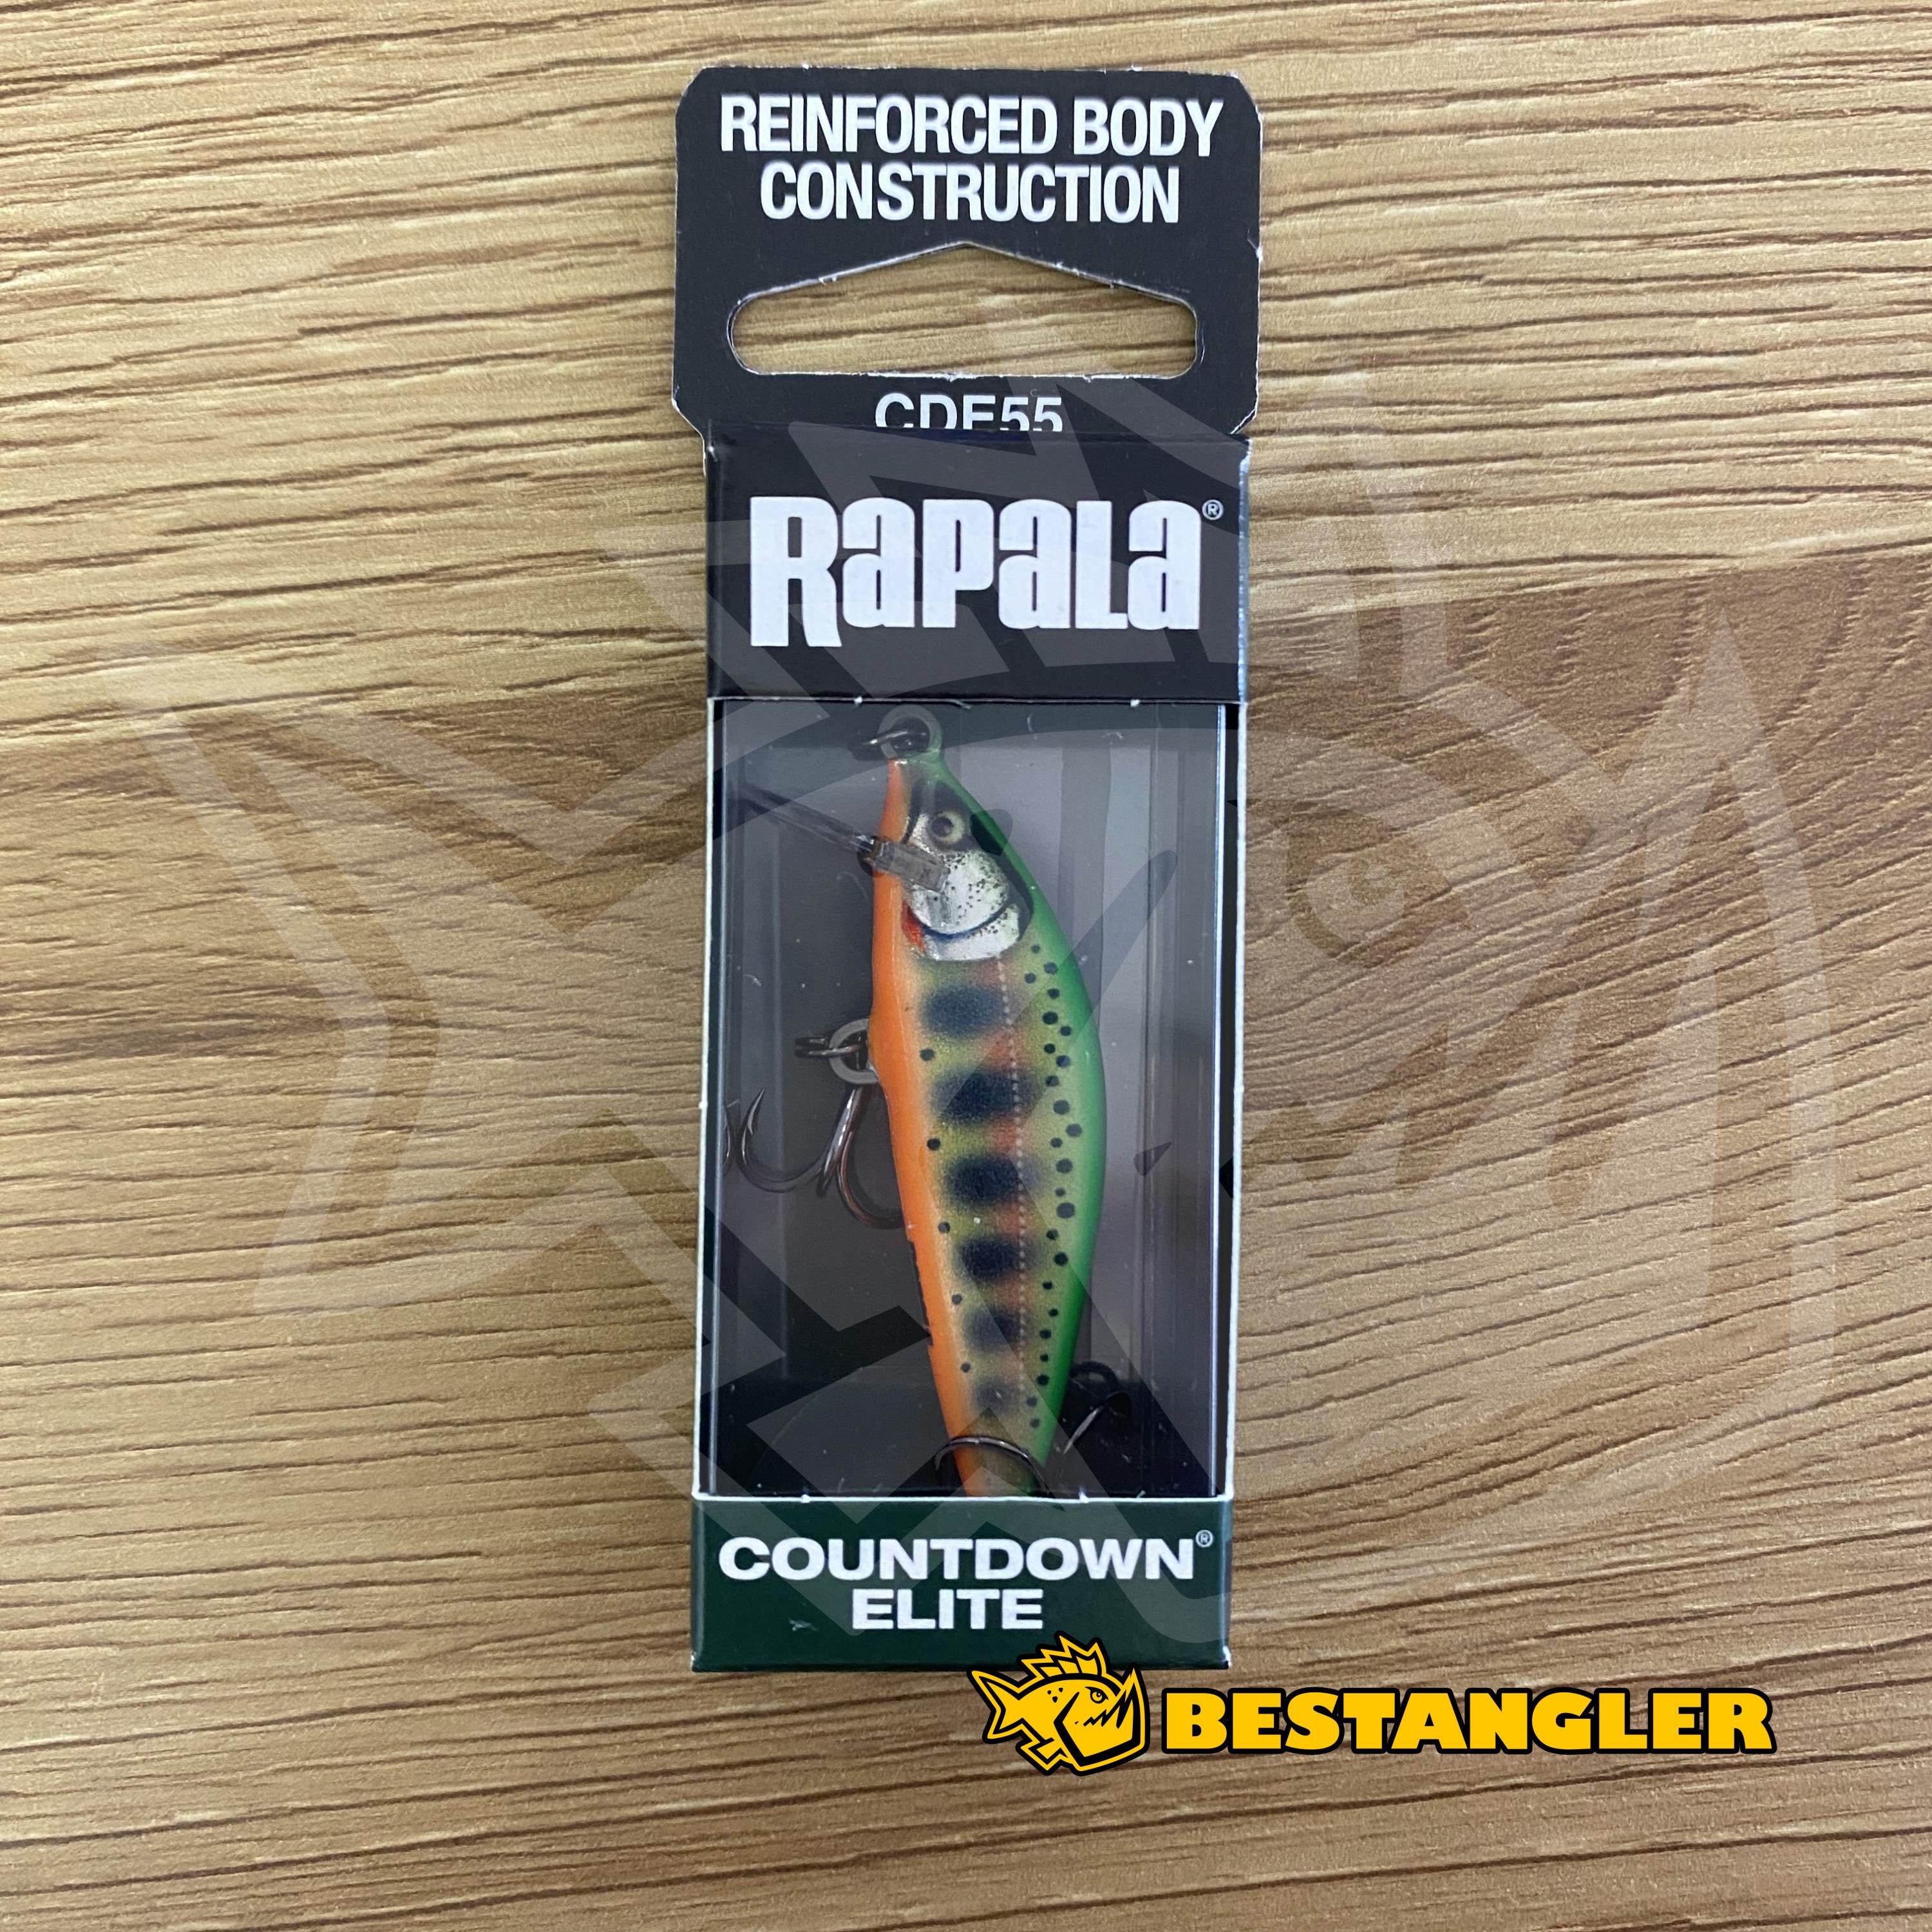 REINFORCED BODY
CONSTRUCTION
CDE55
Rapala®
COUNTDOWN®
ELITE
BESTANGLER